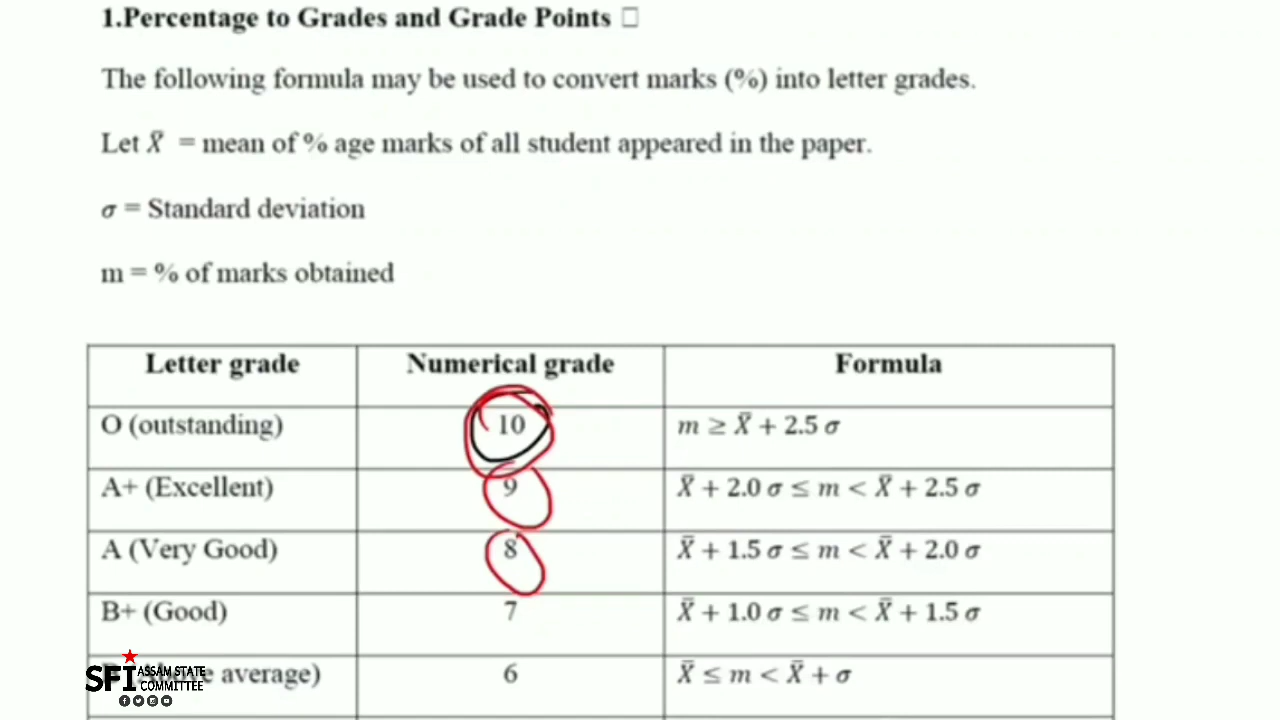 1.Percentage to Grades and Grade Points
The following formula may be used to convert marks (%) into letter grades.
Let X̄ = mean of % age marks of all student appeared in the paper.
σ = Standard deviation
m = % of marks obtained
Letter grade Numerical grade Formula
O (outstanding) 10 m ≥ X̄ + 2.5 σ
A+ (Excellent) 9 X̄ + 2.0 σ ≤ m < X̄ + 2.5 σ
A (Very Good) 8 X̄ + 1.5 σ ≤ m < X̄ + 2.0 σ
B+ (Good) 7 X̄ + 1.0 σ ≤ m < X̄ + 1.5 σ
average) 6 X̄ ≤ m < X̄ + σ
SFI ASSAM STATE
COMMITTEE